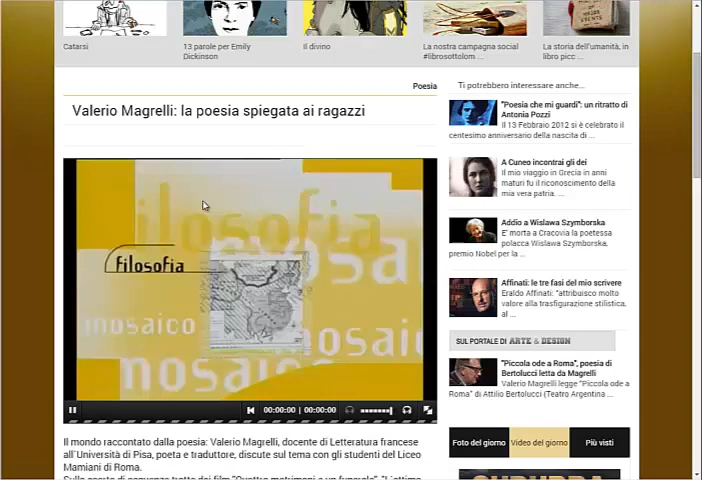 Catarsi
13 parole per Emily
Dickinson
Il divino
La nostra campagna social
#librosottolom ...
La storia dell'umanità, in
libro picc ...
Poesia
Valerio Magrelli: la poesia spiegata ai ragazzi
filosofia
mosaico
filosofia
mosaico
mosaico
mosaico
00:00:00 | 00:00:00
Il mondo raccontato dalla poesia: Valerio Magrelli, docente di Letteratura francese
all'Università di Pisa, poeta e traduttore, discute sul tema con gli studenti del Liceo
Mamiani di Roma.
Ti potrebbero interessare anche...
"Poesia che mi guardi": un ritratto di
Antonia Pozzi
Il 13 Febbraio 2012 si è celebrato il
centesimo anniversario della nascita di ...
A Cuneo incontrai gli dei
Il mio viaggio in Grecia in anni
maturi fu il riconoscimento della
mia vera patria. ...
Addio a Wislawa Szymborska
E' morta a Cracovia la poetessa
polacca Wislawa Szymborska,
premio Nobel per la ...
Affinati: le tre fasi del mio scrivere
Eraldo Affinati: "attribuisco molto
valore alla trasfigurazione stilistica,
al ...
SUL PORTALE DI ARTE & DESIGN
"Piccola ode a Roma", poesia di
Bertolucci letta da Magrelli
Valerio Magrelli legge "Piccola ode a
Roma" di Attilio Bertolucci (Teatro Argentina ...
Foto del giorno
Video del giorno
Più visti